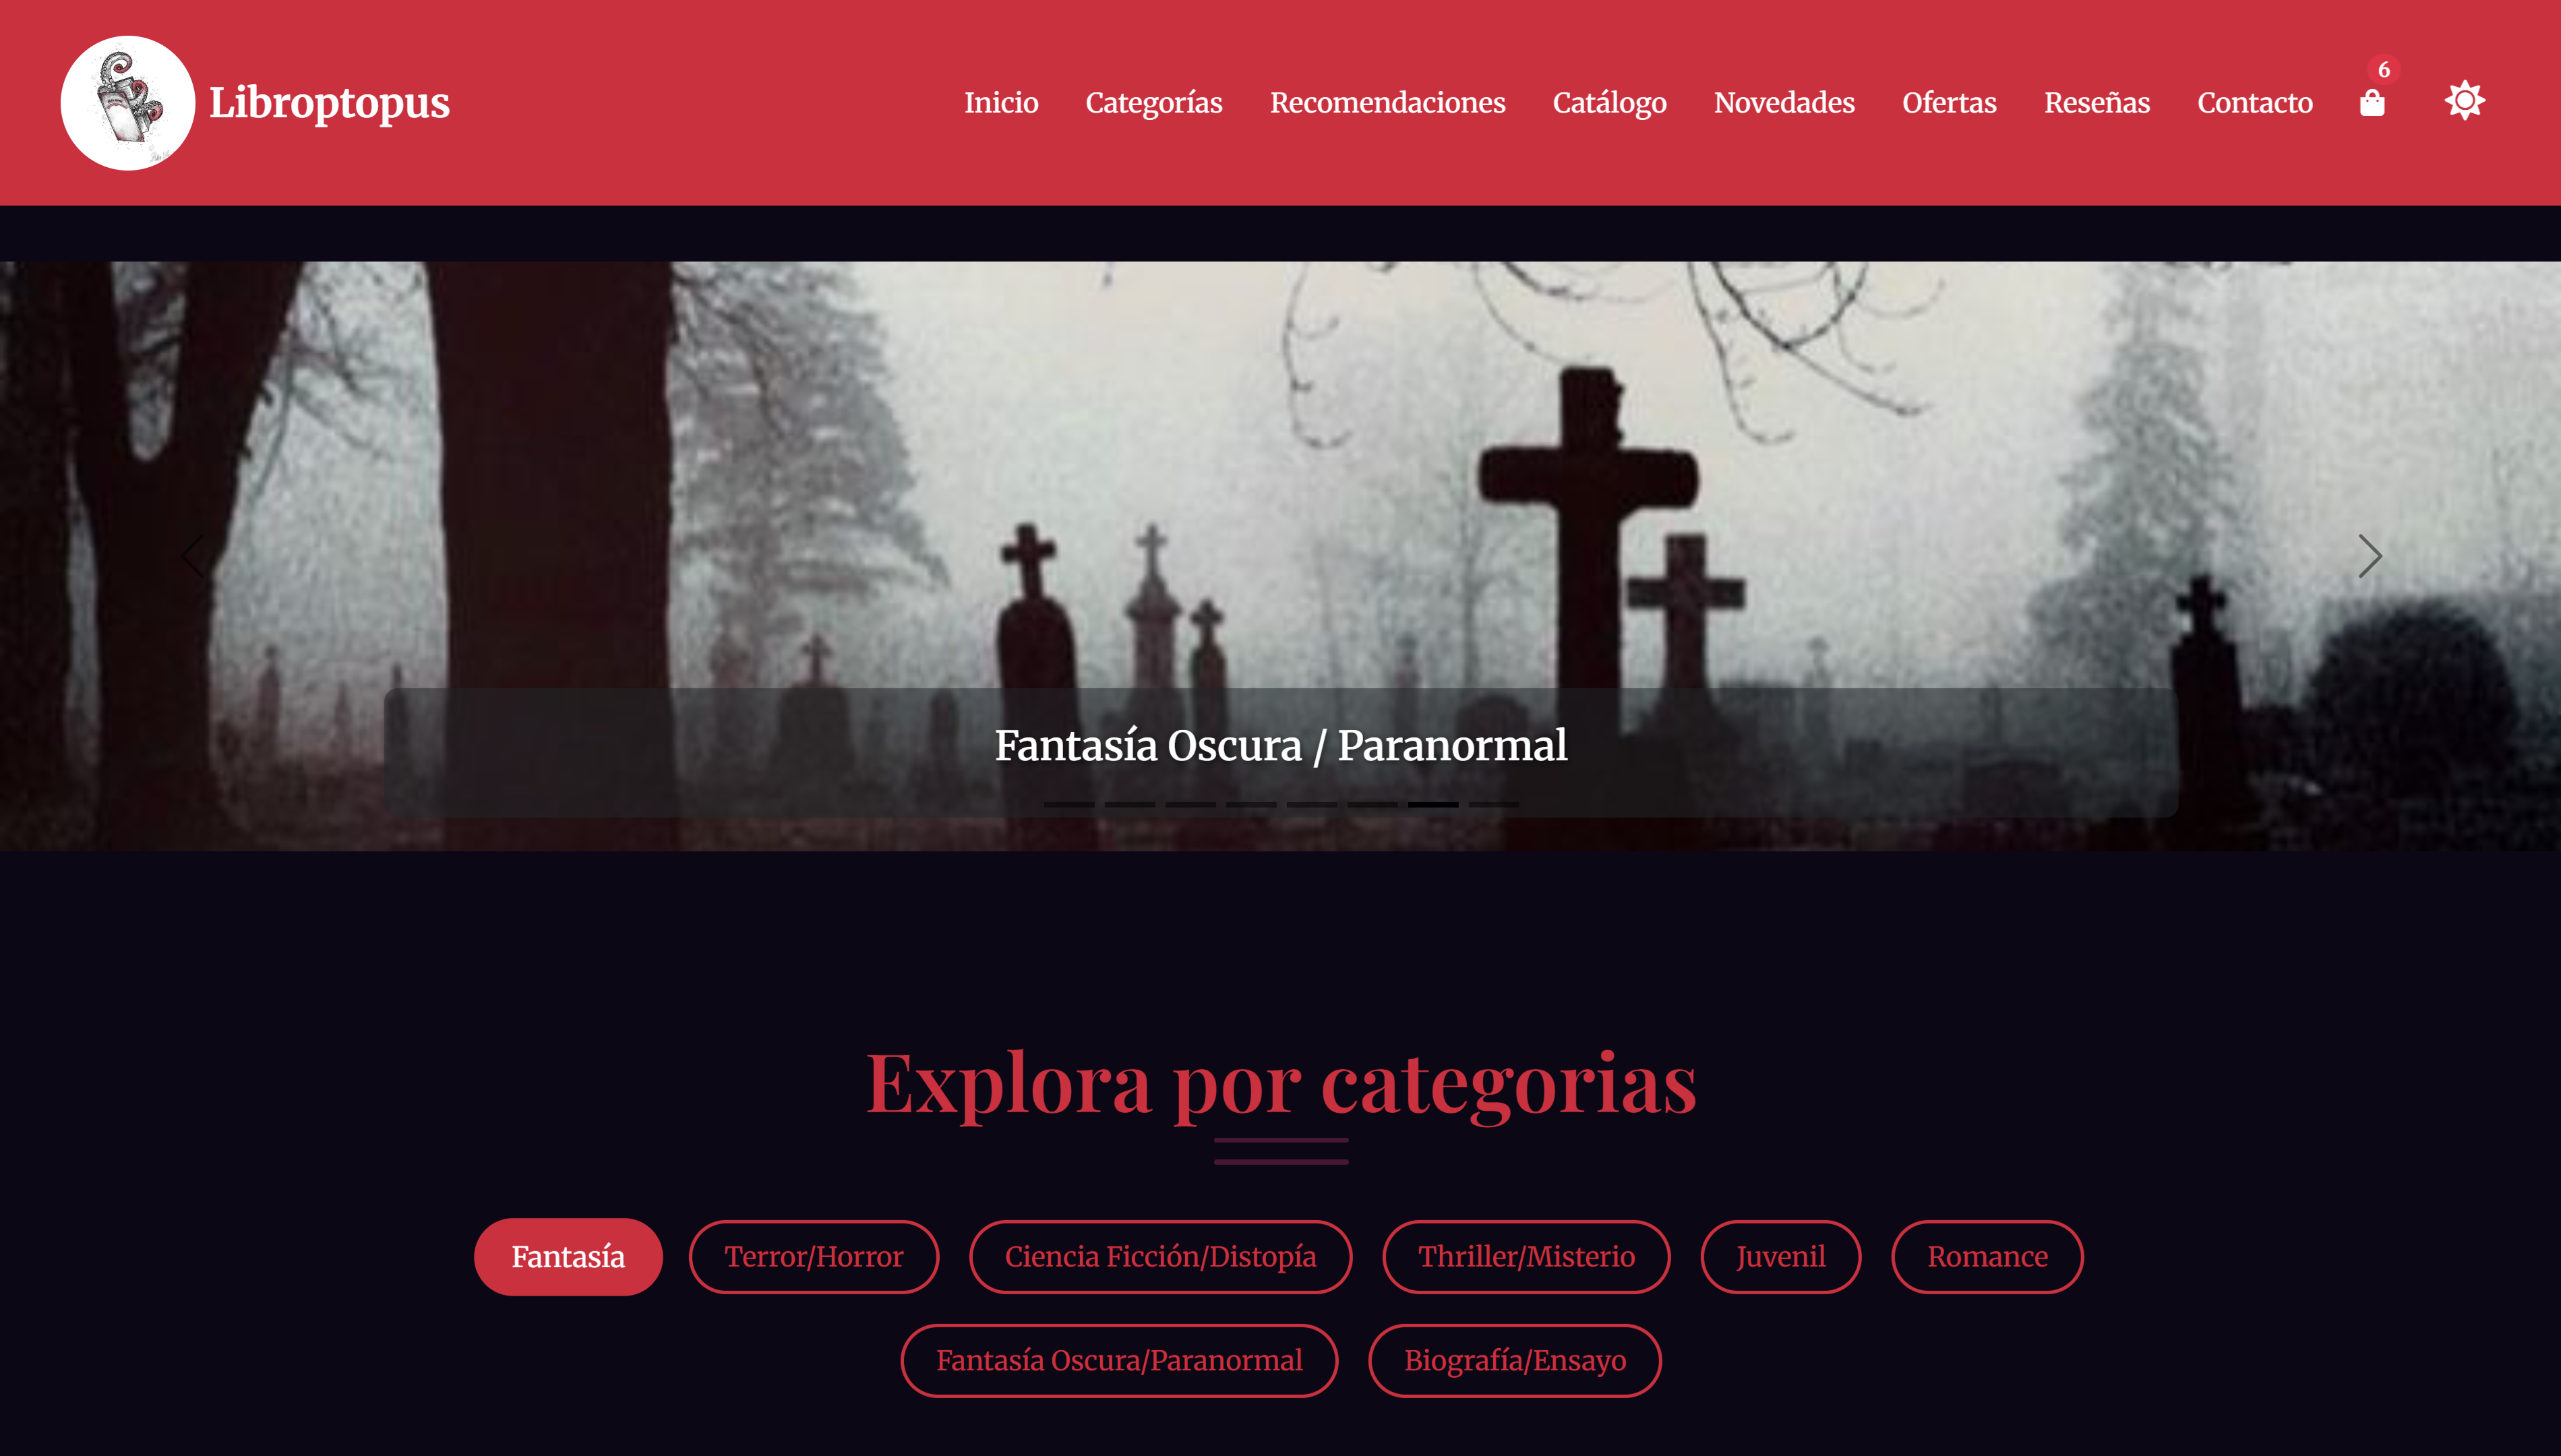 Libroptopus
Inicio Categorías Recomendaciones Catálogo Novedades Ofertas Reseñas Contacto 6
Fantasía Oscura / Paranormal
Explora por categorias
Fantasía Terror/Horror Ciencia Ficción/Distopía Thriller/Misterio Juvenil Romance
Fantasía Oscura/Paranormal Biografía/Ensayo